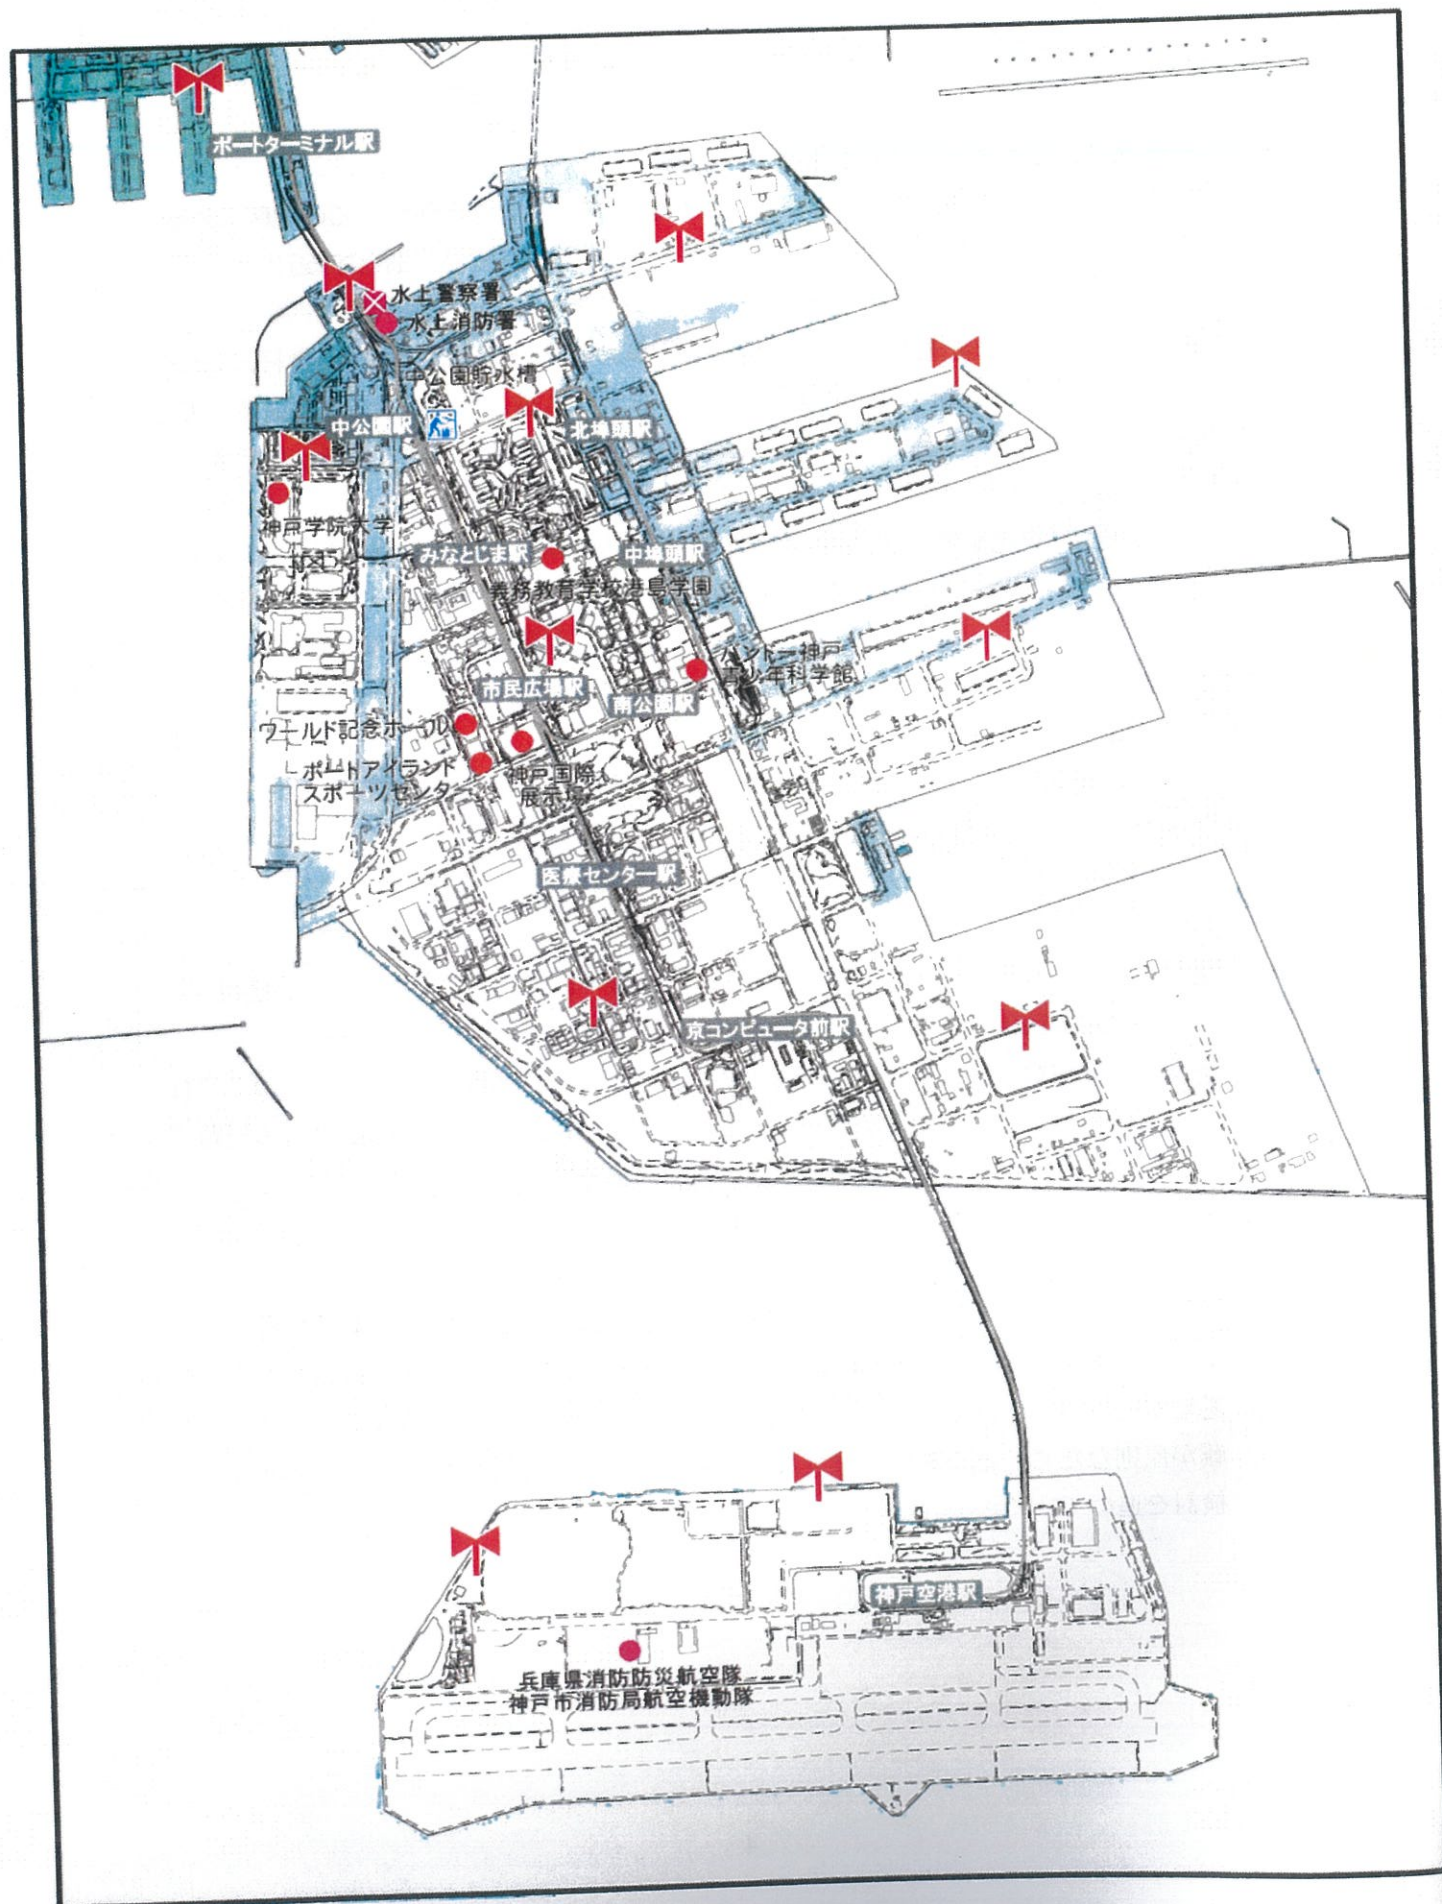 ポートターミナル駅
水上警察署
水上消防署
中公園貯水槽
中公園駅
北埠頭駅
神戸学院大学
みなとじま駅
中埠頭駅
義務教育学校港島学園
バンドー神戸
青少年科学館
市民広場駅
南公園駅
ワールド記念ホール
ポートアイランド
スポーツセンター
神戸国際
展示場
医療センター駅
京コンピュータ前駅
神戸空港駅
兵庫県消防防災航空隊
神戸市消防局航空機動隊